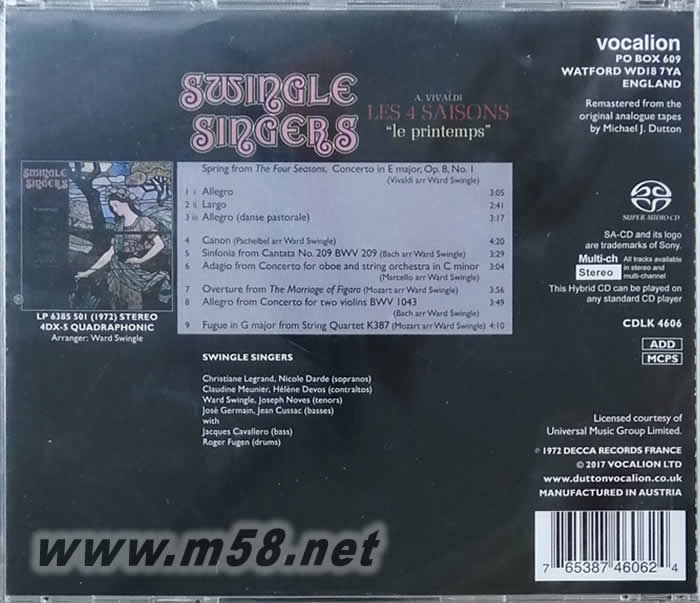 SWINGLE
SINGERS
A. VIVALDI
LES 4 SAISONS
"le printemps"
vocalion
PO BOX 609
WATFORD WD18 7YA
ENGLAND
Remastered from the
original analogue tapes
by Michael J. Dutton
SWINGLE
SINGERS
LP 6385 501 (1972) STEREO
4DX-5 QUADRAPHONIC
Arranger: Ward Swingle
Spring from The Four Seasons, Concerto in E major, Op. 8, No. 1
(Vivaldi arr Ward Swingle)
1 i Allegro 3:05
2 ii Largo 2:41
3 iii Allegro (danse pastorale) 3:17
4 Canon (Pachelbel arr Ward Swingle) 4:20
5 Sinfonia from Cantata No. 209 BWV 209 (Bach arr Ward Swingle) 3:29
6 Adagio from Concerto for oboe and string orchestra in C minor 3:04
(Marcello arr Ward Swingle)
7 Overture from The Marriage of Figaro (Mozart arr Ward Swingle) 3:56
8 Allegro from Concerto for two violins BWV 1043 3:49
(Bach arr Ward Swingle)
9 Fugue in G major from String Quartet K387 (Mozart arr Ward Swingle) 4:10
SWINGLE SINGERS
Christiane Legrand, Nicole Darde (sopranos)
Claudine Meunier, Hélène Devos (contraltos)
Ward Swingle, Joseph Noves (tenors)
José Germain, Jean Cussac (basses)
with
Jacques Cavallero (bass)
Roger Fugen (drums)
SUPER AUDIO CD
SA-CD and its logo
are trademarks of Sony.
Multi-ch
Stereo
All tracks available
in stereo and
multi-channel
This Hybrid CD can be played on
any standard CD player
CDLK 4606
ADD
MCPS
Licensed courtesy of
Universal Music Group Limited.
℗ 1972 DECCA RECORDS FRANCE
© 2017 VOCALION LTD
www.duttonvocalion.co.uk
MANUFACTURED IN AUSTRIA
7 65387 46062 4
www.m58.net